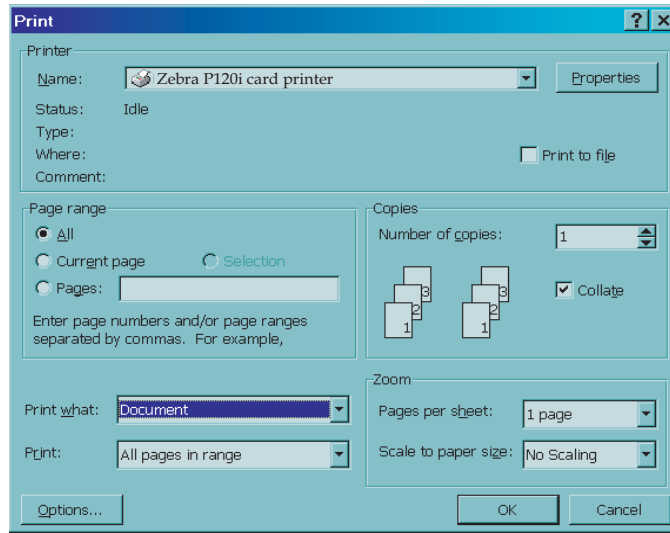 Print
Printer
Name: Zebra P120i card printer Properties
Status: Idle
Type:
Where: Print to file
Comment:
Page range
All
Current page Selection
Pages:
Enter page numbers and/or page ranges
separated by commas. For example,
Copies
Number of copies: 1
1 2 3 1 2 3 Collate
Print what: Document
Print: All pages in range
Zoom
Pages per sheet: 1 page
Scale to paper size: No Scaling
Options... OK Cancel